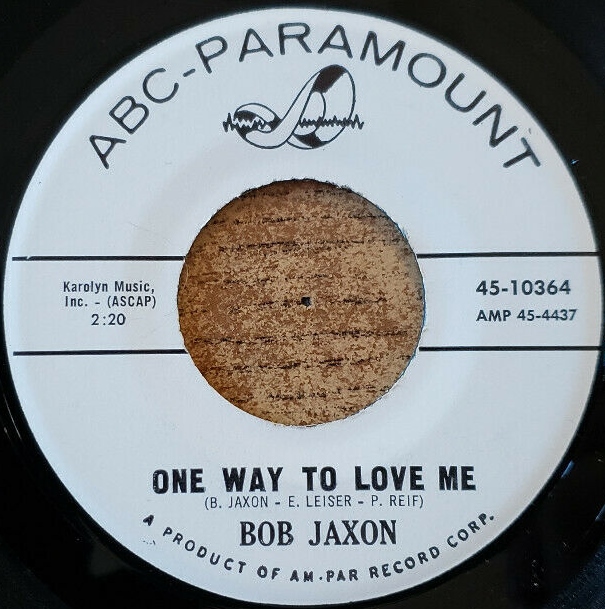 ABC-PARAMOUNT
Karolyn Music,
Inc. - (ASCAP)
2:20
45-10364
AMP 45-4437
ONE WAY TO LOVE ME
(B. JAXON - E. LEISER - P. REIF)
BOB JAXON
A PRODUCT OF AM-PAR RECORD CORP.